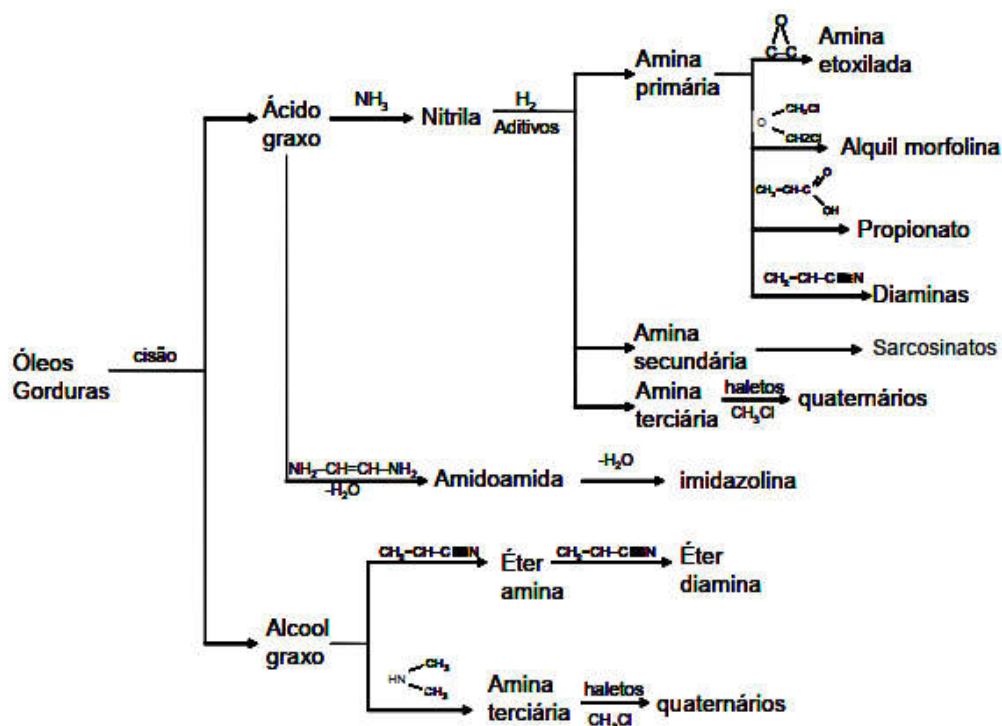 Óleos
Gorduras
cisão
Ácido
graxo
NH₃
Nitrila
H₂
Aditivos
Amina
primária
O
C-C
Amina
etoxilada
O
CH₂Cl
CH2Cl
Alquil morfolina
CH₂-CH-C
O
OH
Propionato
CH₂-CH-C≡N
Diaminas
Amina
secundária
Sarcosinatos
Amina
terciária
haletos
CH₃Cl
quaternários
NH₂-CH=CH-NH₂
-H₂O
Amidoamida
-H₂O
imidazolina
Alcool
graxo
CH₂-CH-C≡N
Éter
amina
CH₂-CH-C≡N
Éter
diamina
HN
CH₃
CH₃
Amina
terciária
haletos
CH₃Cl
quaternários